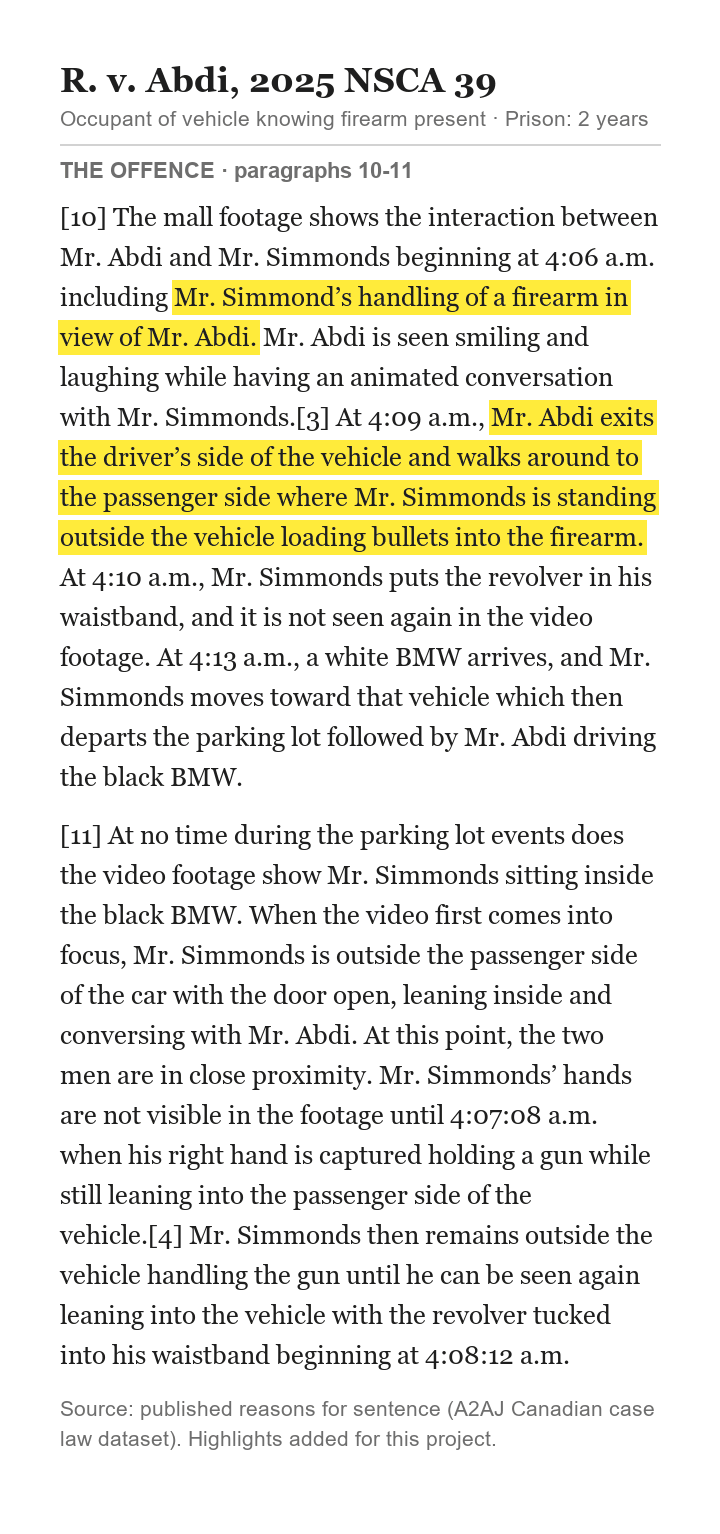 R. v. Abdi, 2025 NSCA 39
Occupant of vehicle knowing firearm present · Prison: 2 years
THE OFFENCE · paragraphs 10-11
[10] The mall footage shows the interaction between
Mr. Abdi and Mr. Simmonds beginning at 4:06 a.m.
including Mr. Simmond’s handling of a firearm in
view of Mr. Abdi. Mr. Abdi is seen smiling and
laughing while having an animated conversation
with Mr. Simmonds.[3] At 4:09 a.m., Mr. Abdi exits
the driver’s side of the vehicle and walks around to
the passenger side where Mr. Simmonds is standing
outside the vehicle loading bullets into the firearm.
At 4:10 a.m., Mr. Simmonds puts the revolver in his
waistband, and it is not seen again in the video
footage. At 4:13 a.m., a white BMW arrives, and Mr.
Simmonds moves toward that vehicle which then
departs the parking lot followed by Mr. Abdi driving
the black BMW.
[11] At no time during the parking lot events does
the video footage show Mr. Simmonds sitting inside
the black BMW. When the video first comes into
focus, Mr. Simmonds is outside the passenger side
of the car with the door open, leaning inside and
conversing with Mr. Abdi. At this point, the two
men are in close proximity. Mr. Simmonds’ hands
are not visible in the footage until 4:07:08 a.m.
when his right hand is captured holding a gun while
still leaning into the passenger side of the
vehicle.[4] Mr. Simmonds then remains outside the
vehicle handling the gun until he can be seen again
leaning into the vehicle with the revolver tucked
into his waistband beginning at 4:08:12 a.m.
Source: published reasons for sentence (A2AJ Canadian case
law dataset). Highlights added for this project.